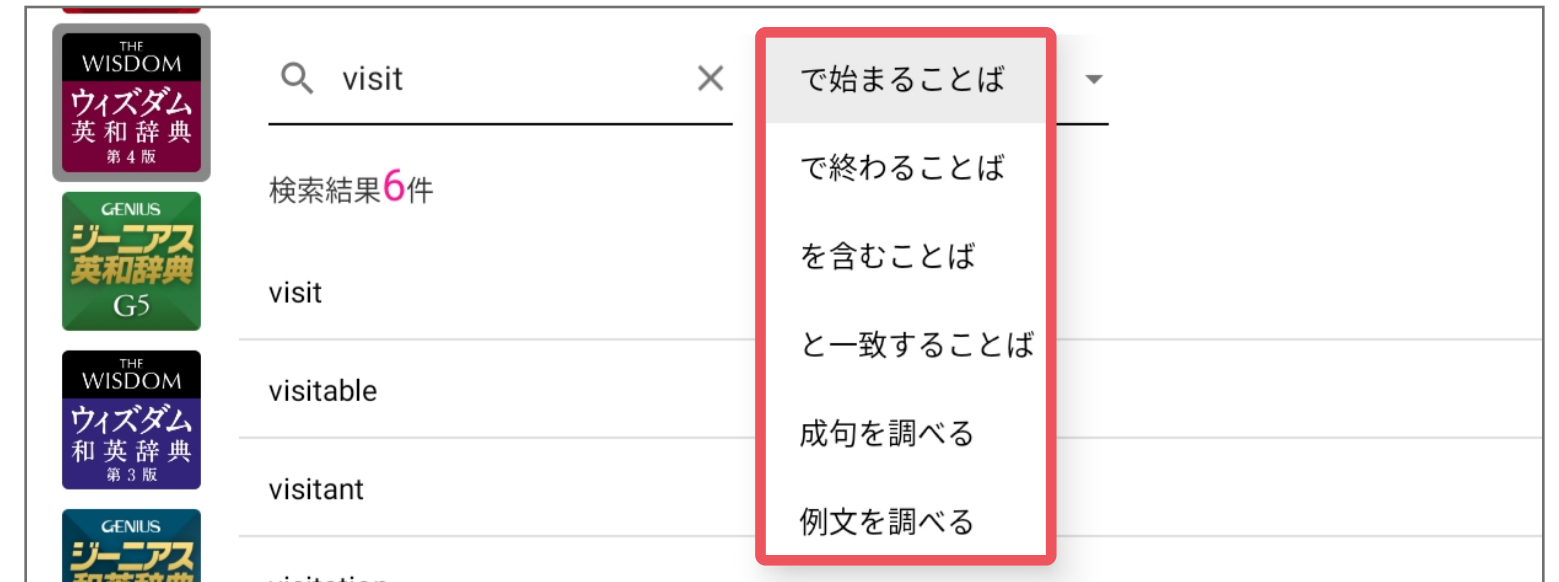 THE
WISDOM
ウィズダム
英和辞典
第4版
GENIUS
ジーニアス
英和辞典
G5
THE
WISDOM
ウィズダム
和英辞典
第3版
GENIUS
ジーニアス
和英辞典
visit
検索結果6件
visit
visitable
visitant
visitation
で始まることば
で終わることば
を含むことば
と一致することば
成句を調べる
例文を調べる